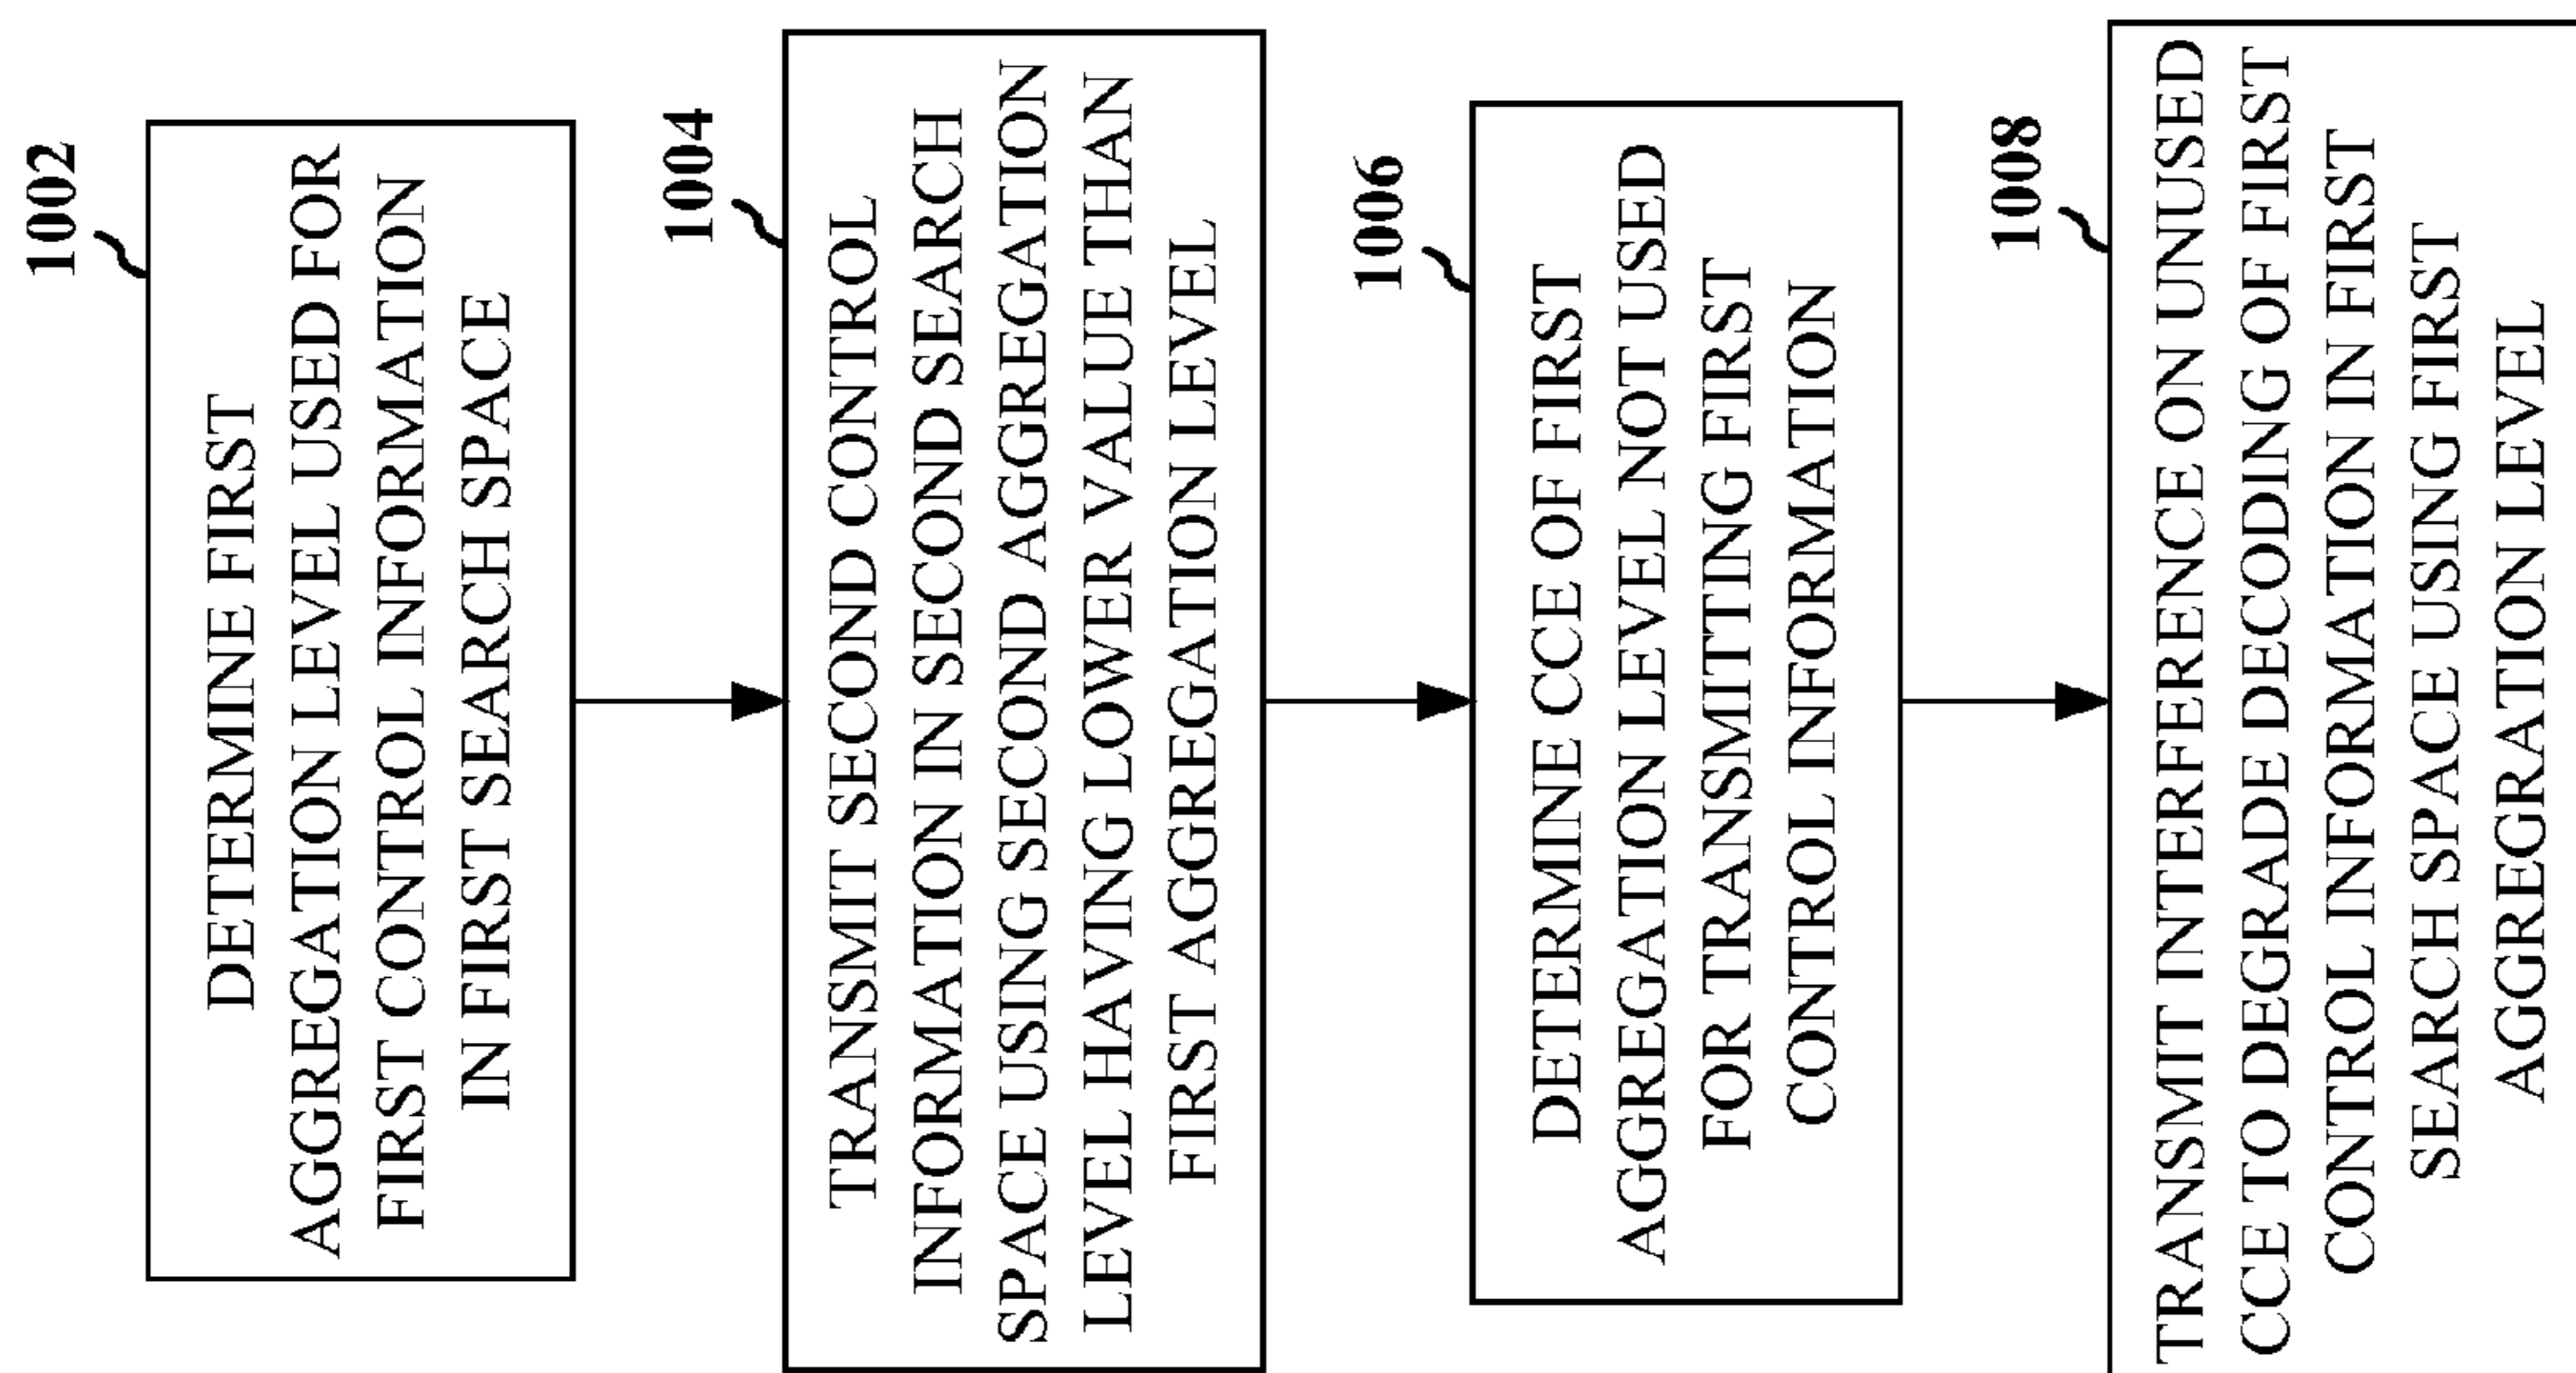 1002
DETERMINE FIRST
AGGREGATION LEVEL USED FOR
FIRST CONTROL INFORMATION
IN FIRST SEARCH SPACE
1004
TRANSMIT SECOND CONTROL
INFORMATION IN SECOND SEARCH
SPACE USING SECOND AGGREGATION
LEVEL HAVING LOWER VALUE THAN
FIRST AGGREGATION LEVEL
1006
DETERMINE CCE OF FIRST
AGGREGATION LEVEL NOT USED
FOR TRANSMITTING FIRST
CONTROL INFORMATION
1008
TRANSMIT INTERFERENCE ON UNUSED
CCE TO DEGRADE DECODING OF FIRST
CONTROL INFORMATION IN FIRST
SEARCH SPACE USING FIRST
AGGREGRATION LEVEL